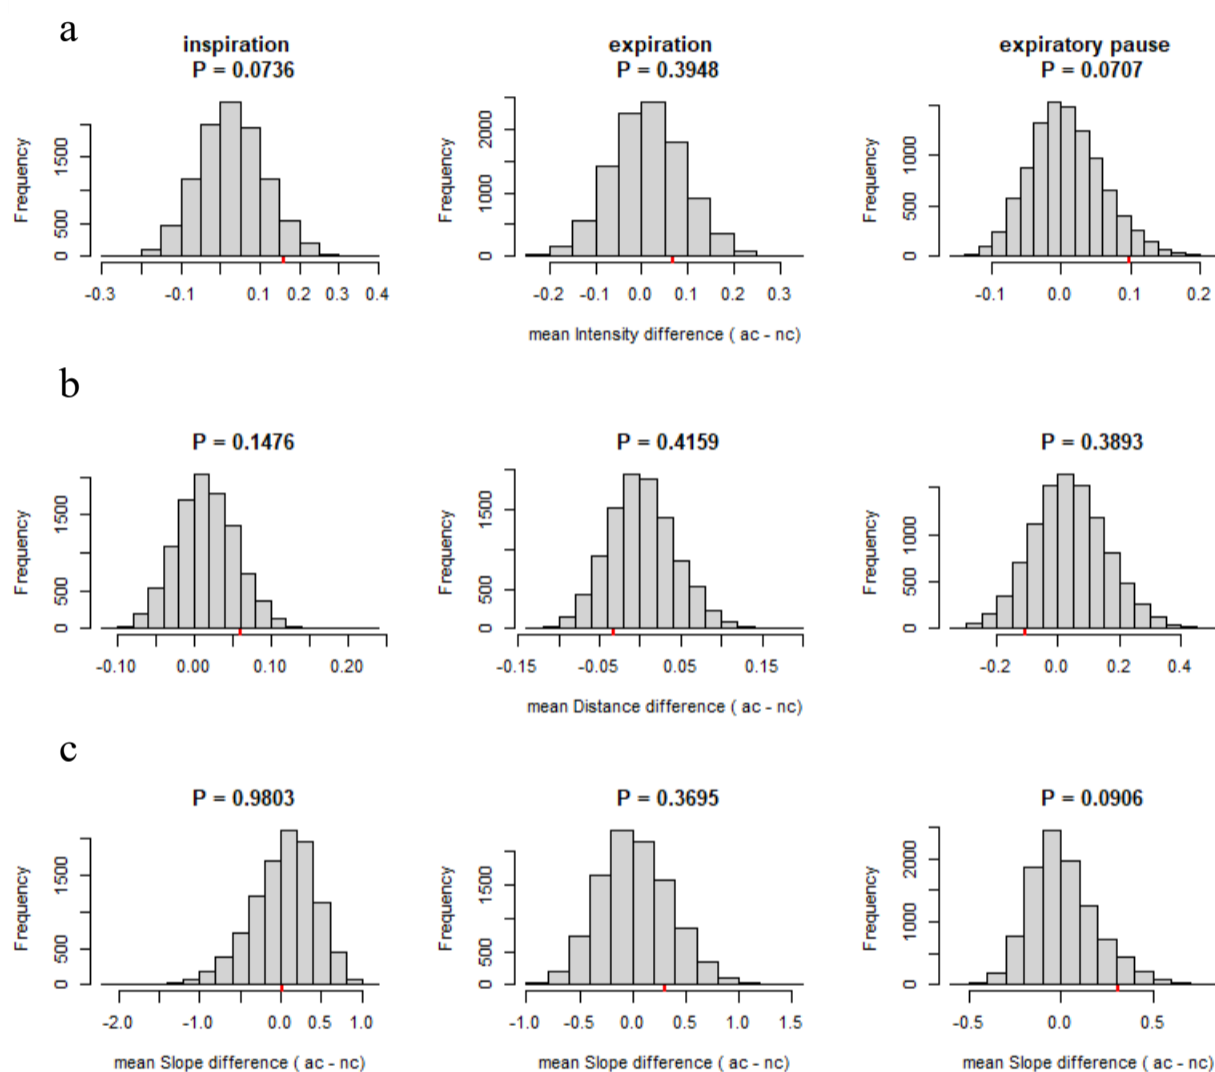 a
inspiration
P = 0.0736
expiration
P = 0.3948
expiratory pause
P = 0.0707
Frequency
0 500 1500
-0.3 -0.1 0.1 0.2 0.3 0.4
Frequency
0 1000 2000
-0.2 -0.1 0.0 0.1 0.2 0.3
Frequency
0 500 1000
-0.1 0.0 0.1 0.2
mean Intensity difference ( ac - nc)
b
P = 0.1476
P = 0.4159
P = 0.3893
Frequency
0 500 1500
-0.10 0.00 0.10 0.20
Frequency
0 500 1500
-0.15 -0.05 0.05 0.15
Frequency
0 500 1000
-0.2 0.0 0.2 0.4
mean Distance difference ( ac - nc)
c
P = 0.9803
P = 0.3695
P = 0.0906
Frequency
0 500 1500
-2.0 -1.0 0.0 0.5 1.0
Frequency
0 500 1500
-1.0 -0.5 0.0 0.5 1.0 1.5
Frequency
0 1000 2000
-0.5 0.0 0.5
mean Slope difference ( ac - nc)
mean Slope difference ( ac - nc)
mean Slope difference ( ac - nc)